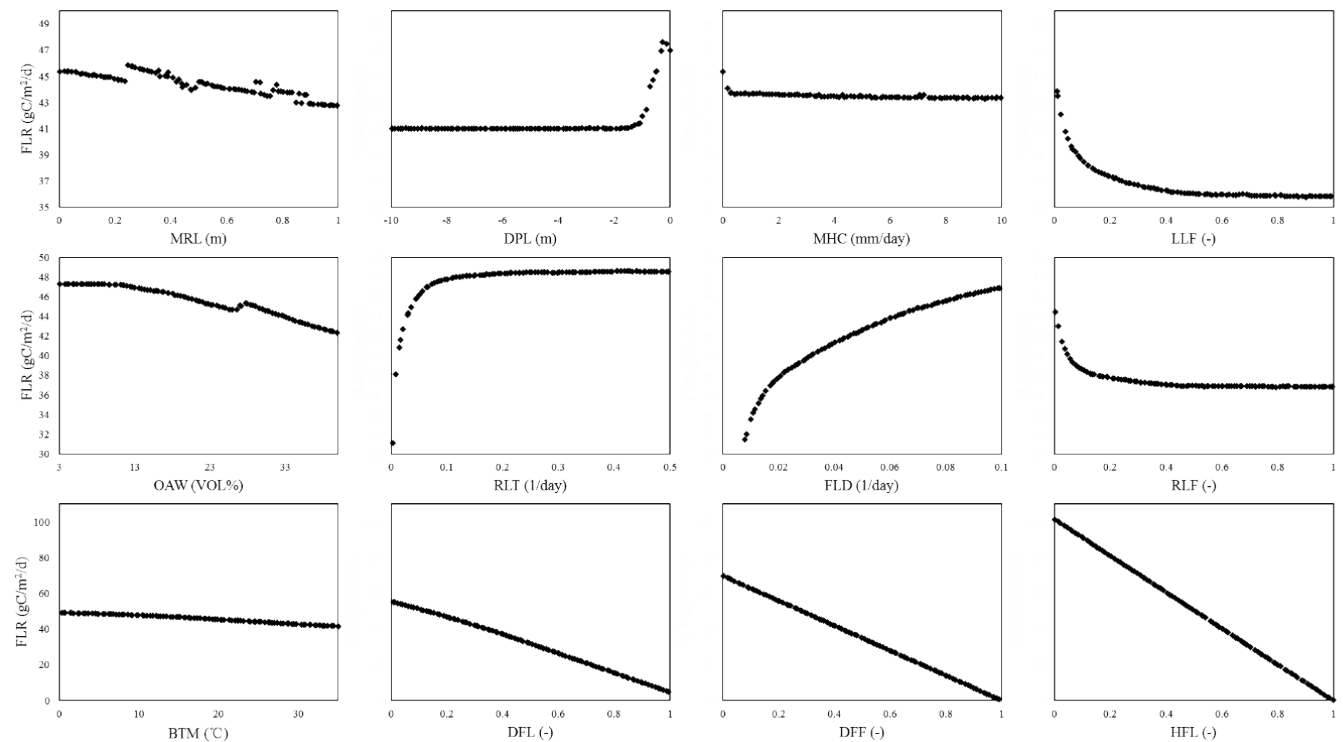 49
47
45
43
41
39
37
35
FLR (gC/m²/d)
0 0.2 0.4 0.6 0.8 1
MRL (m)
-10 -8 -6 -4 -2 0
DPL (m)
0 2 4 6 8 10
MHC (mm/day)
0 0.2 0.4 0.6 0.8 1
LLF (-)
50
48
46
44
42
40
38
36
34
32
30
FLR (gC/m²/d)
3 13 23 33
OAW (VOL%)
0 0.1 0.2 0.3 0.4 0.5
RLT (1/day)
0 0.02 0.04 0.06 0.08 0.1
FLD (1/day)
0 0.2 0.4 0.6 0.8 1
RLF (-)
100
80
60
40
20
0
FLR (gC/m²/d)
0 10 20 30
BTM (℃)
0 0.2 0.4 0.6 0.8 1
DFL (-)
0 0.2 0.4 0.6 0.8 1
DFF (-)
0 0.2 0.4 0.6 0.8 1
HFL (-)